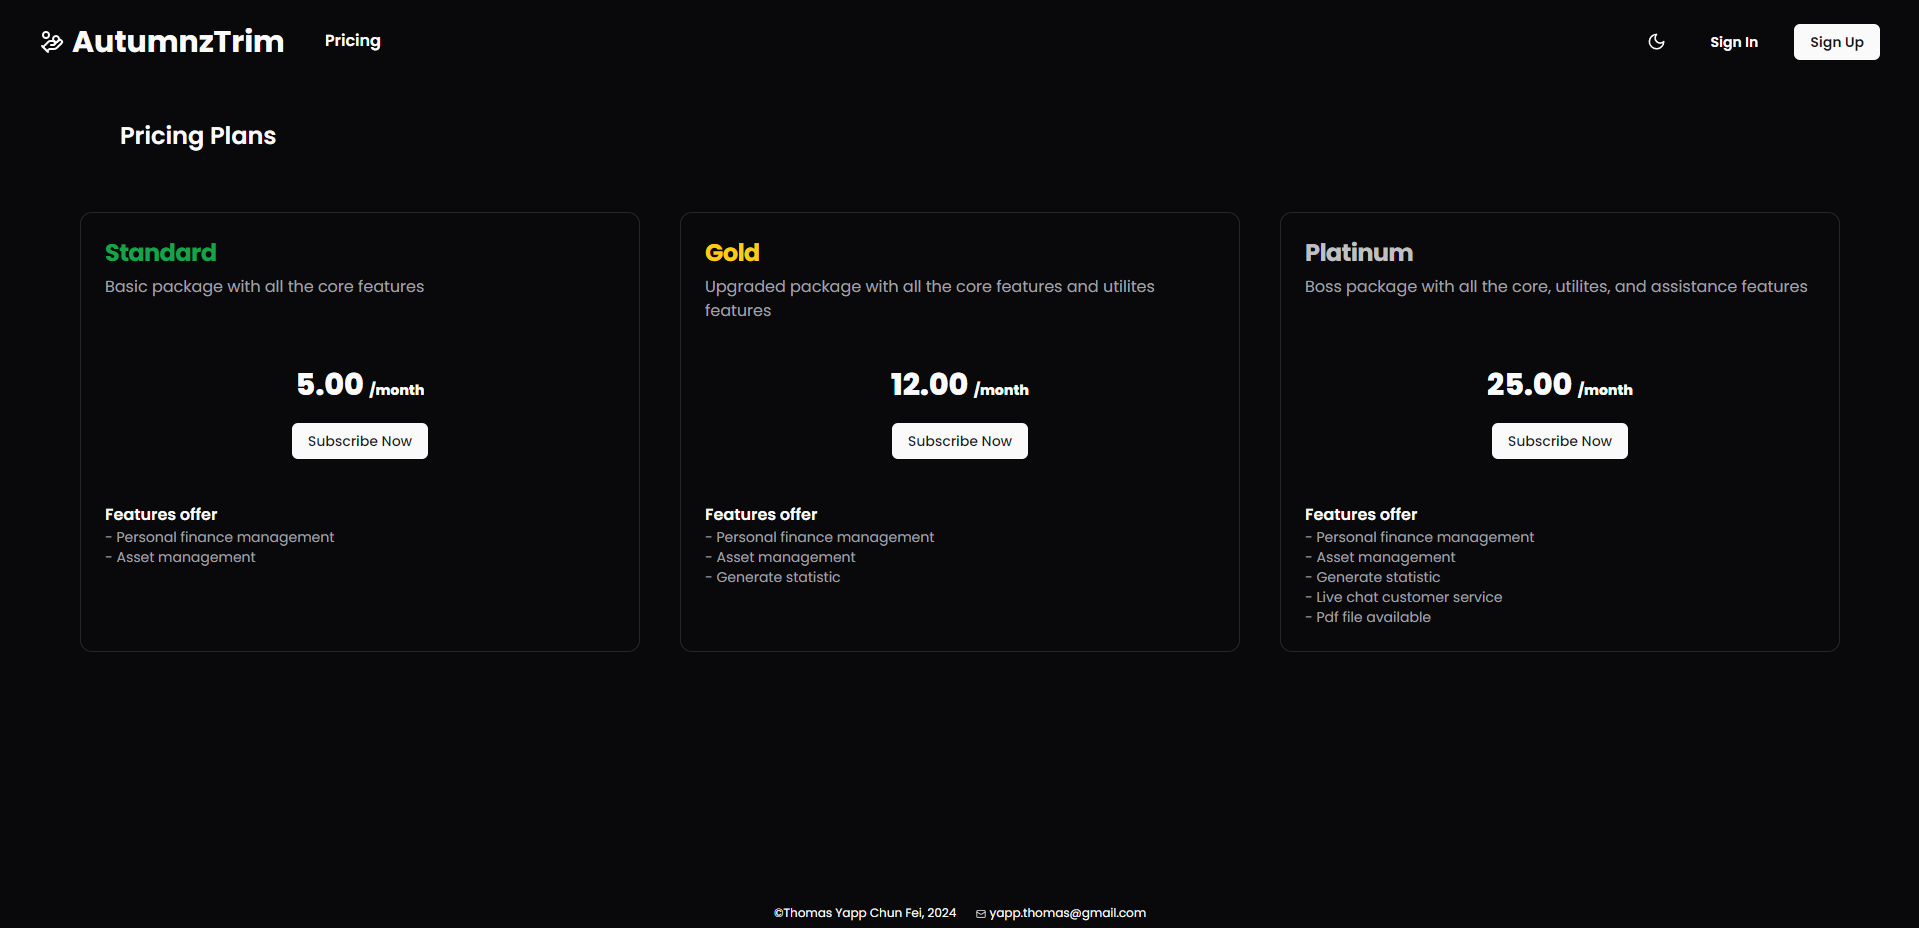 AutumnzTrim
Pricing
Sign In
Sign Up
Pricing Plans
Standard
Basic package with all the core features
5.00 /month
Subscribe Now
Features offer
- Personal finance management
- Asset management
Gold
Upgraded package with all the core features and utilites
features
12.00 /month
Subscribe Now
Features offer
- Personal finance management
- Asset management
- Generate statistic
Platinum
Boss package with all the core, utilites, and assistance features
25.00 /month
Subscribe Now
Features offer
- Personal finance management
- Asset management
- Generate statistic
- Live chat customer service
- Pdf file available
©Thomas Yapp Chun Fei, 2024
yapp.thomas@gmail.com